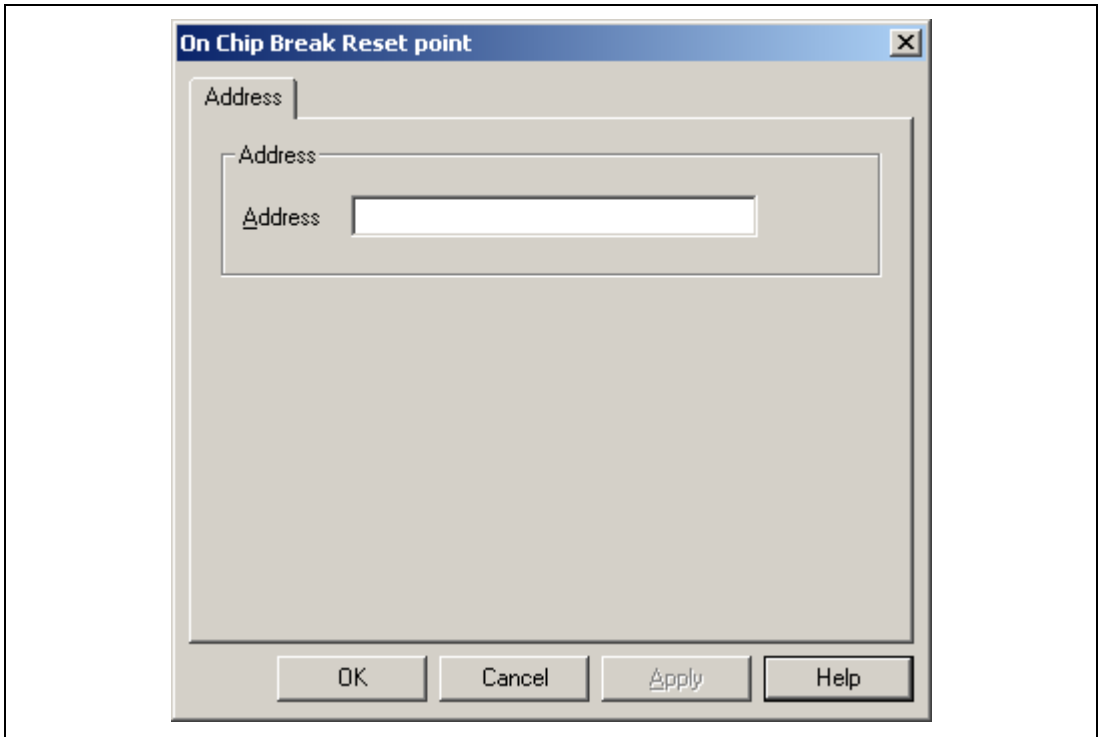 On Chip Break Reset point
Address
Address
Address
OK Cancel Apply Help